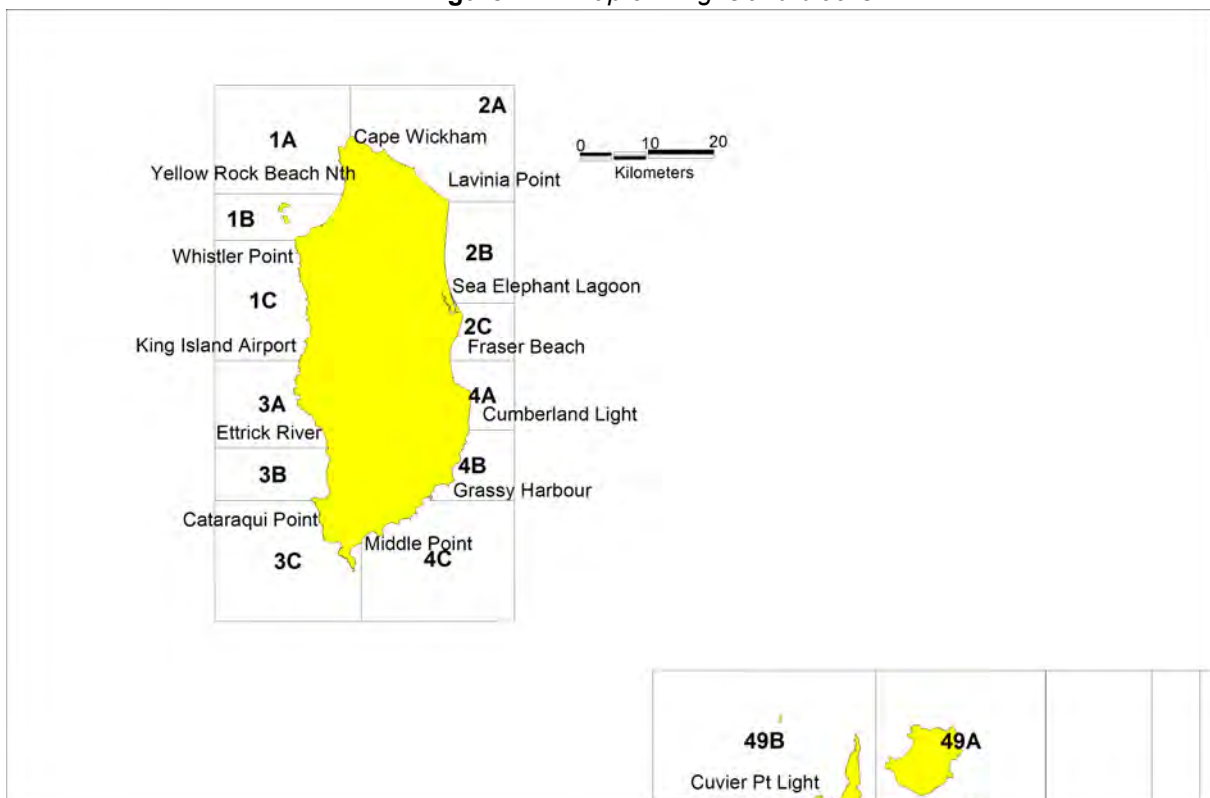 2A
1A
Cape Wickham
0 10 20
Kilometers
Yellow Rock Beach Nth
Lavinia Point
1B
Whistler Point
2B
Sea Elephant Lagoon
1C
2C
King Island Airport
Fraser Beach
3A
4A
Cumberland Light
Ettrick River
3B
4B
Grassy Harbour
Cataraqui Point
Middle Point
3C
4C
49B
49A
Cuvier Pt Light